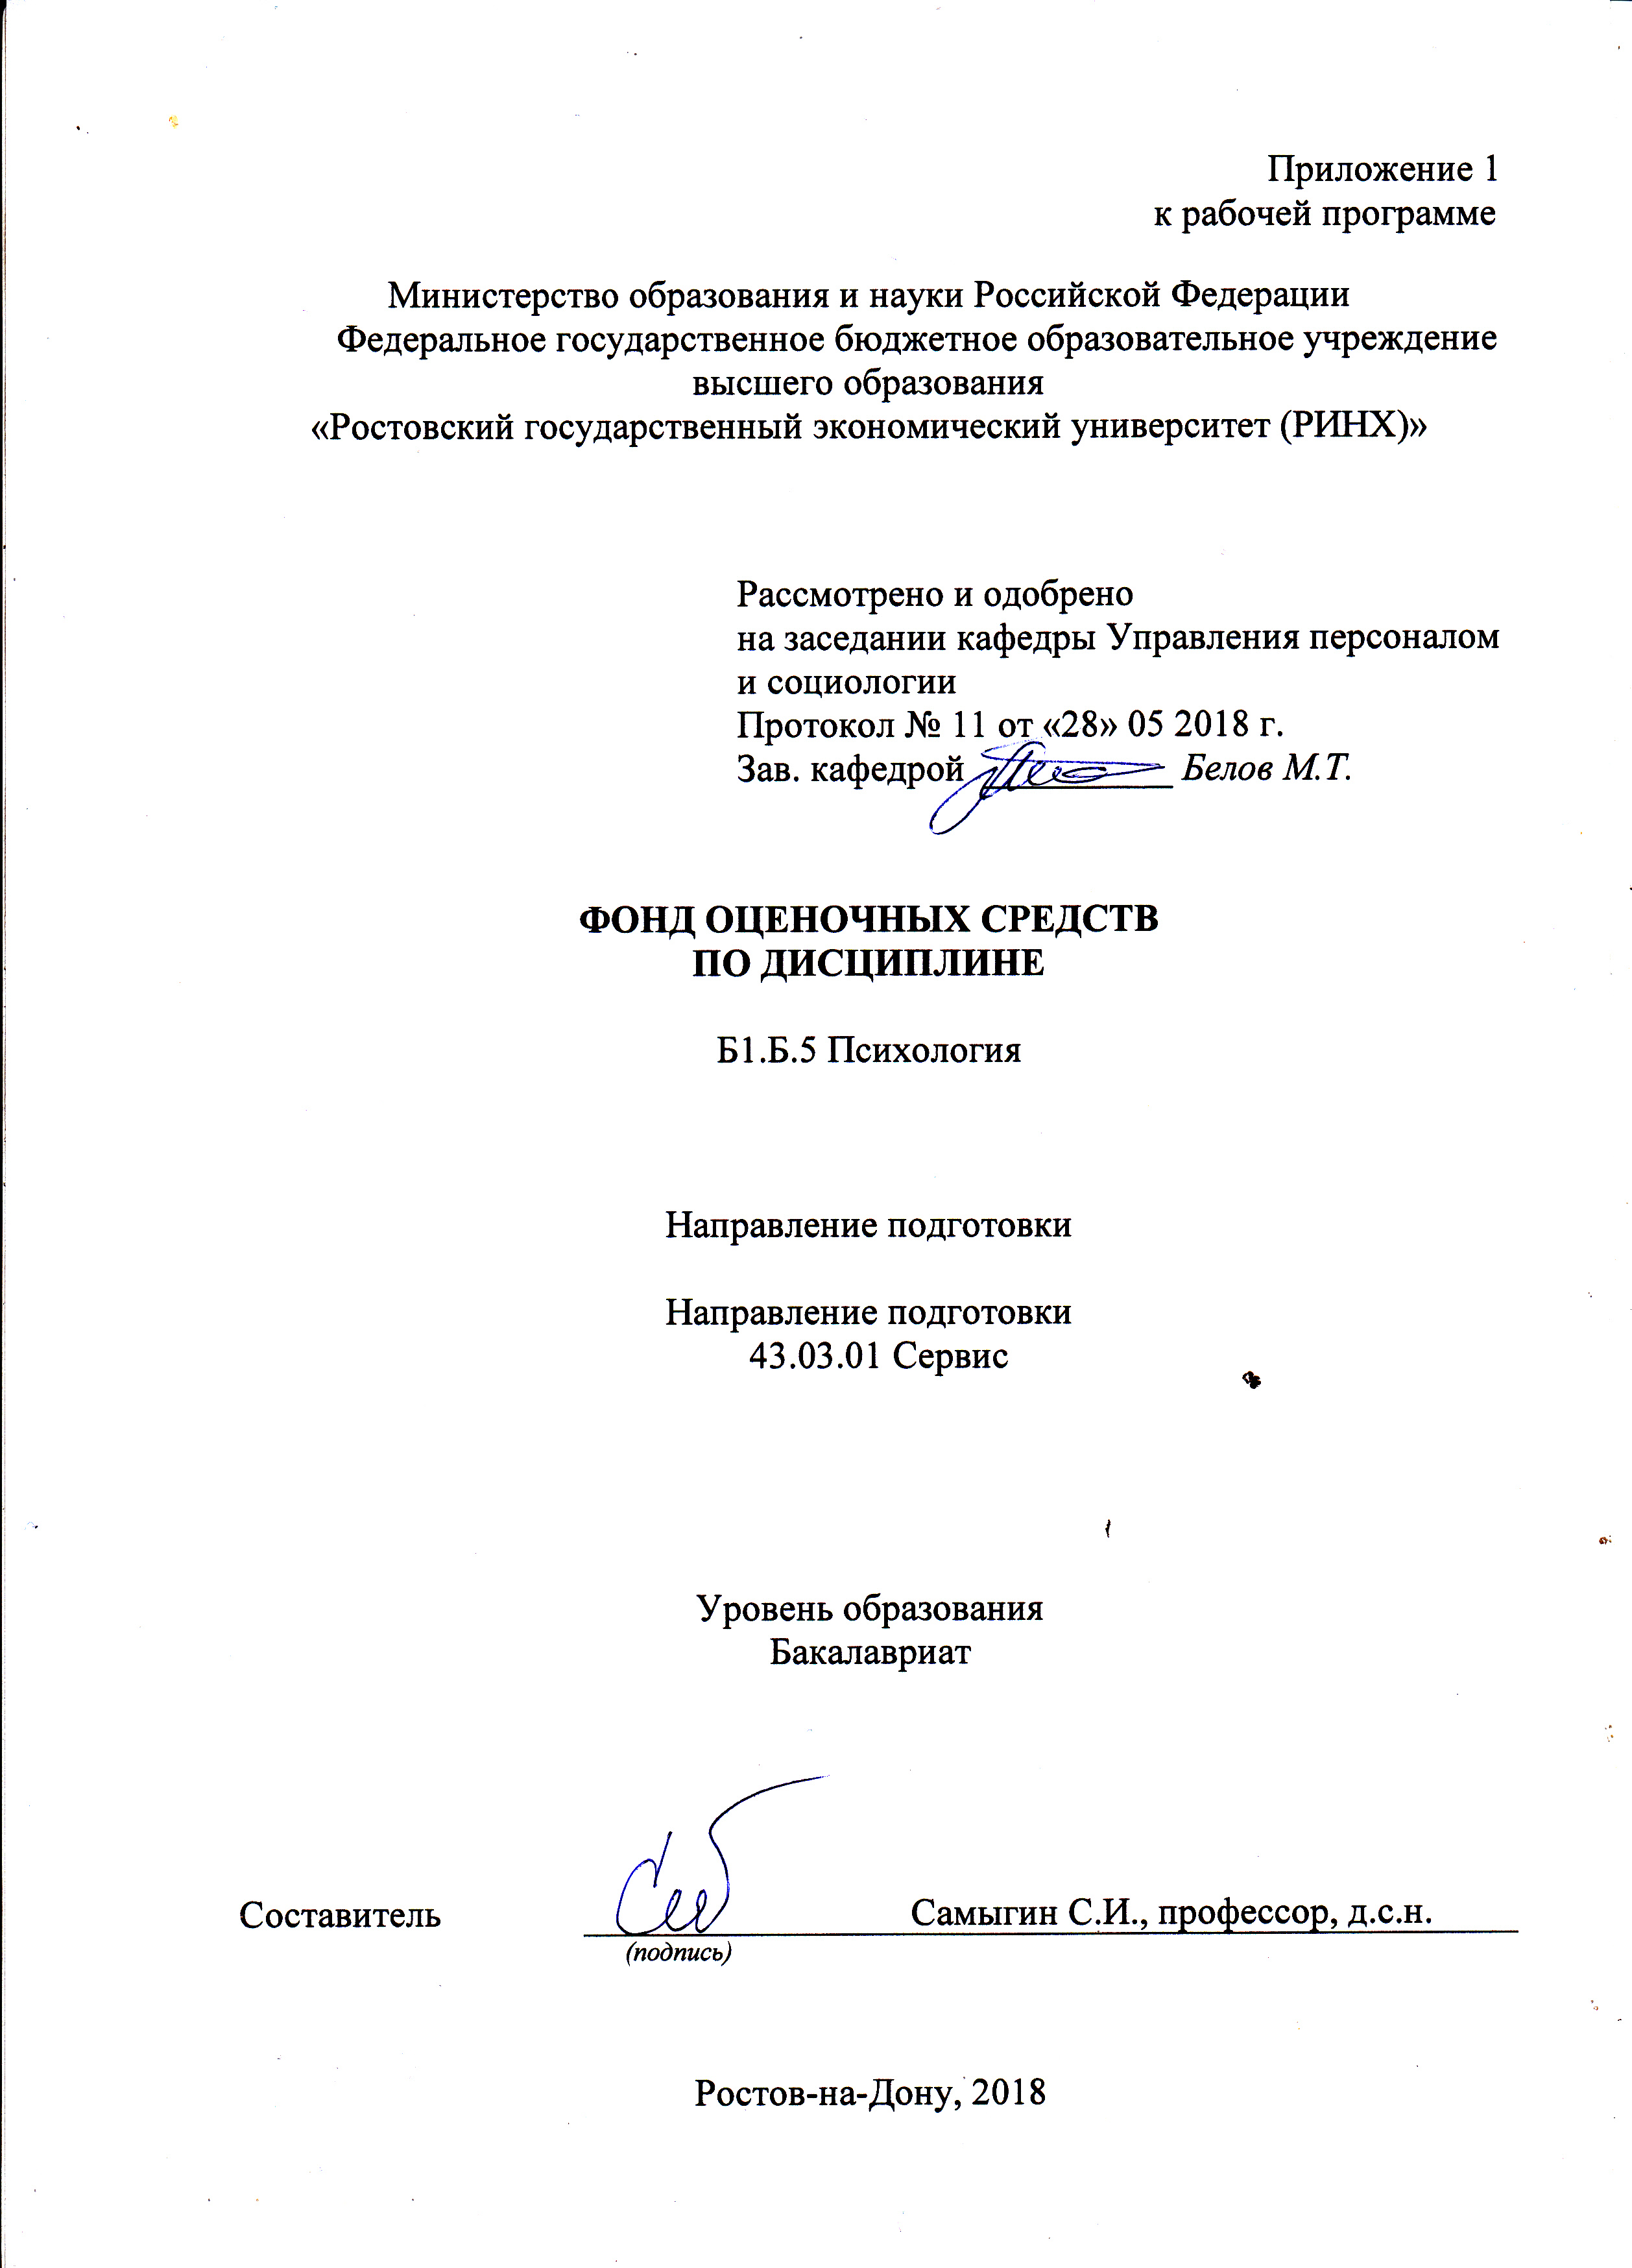 Приложение 1
к рабочей программе
Министерство образования и науки Российской Федерации
Федеральное государственное бюджетное образовательное учреждение
высшего образования
«Ростовский государственный экономический университет (РИНХ)»
Рассмотрено и одобрено
на заседании кафедры Управления персоналом
и социологии
Протокол № 11 от «28» 05 2018 г.
Зав. кафедрой Белов М.Т.
ФОНД ОЦЕНОЧНЫХ СРЕДСТВ
ПО ДИСЦИПЛИНЕ
Б1.Б.5 Психология
Направление подготовки
Направление подготовки
43.03.01 Сервис
Уровень образования
Бакалавриат
Составитель Самыгин С.И., профессор, д.с.н.
(подпись)
Ростов-на-Дону, 2018